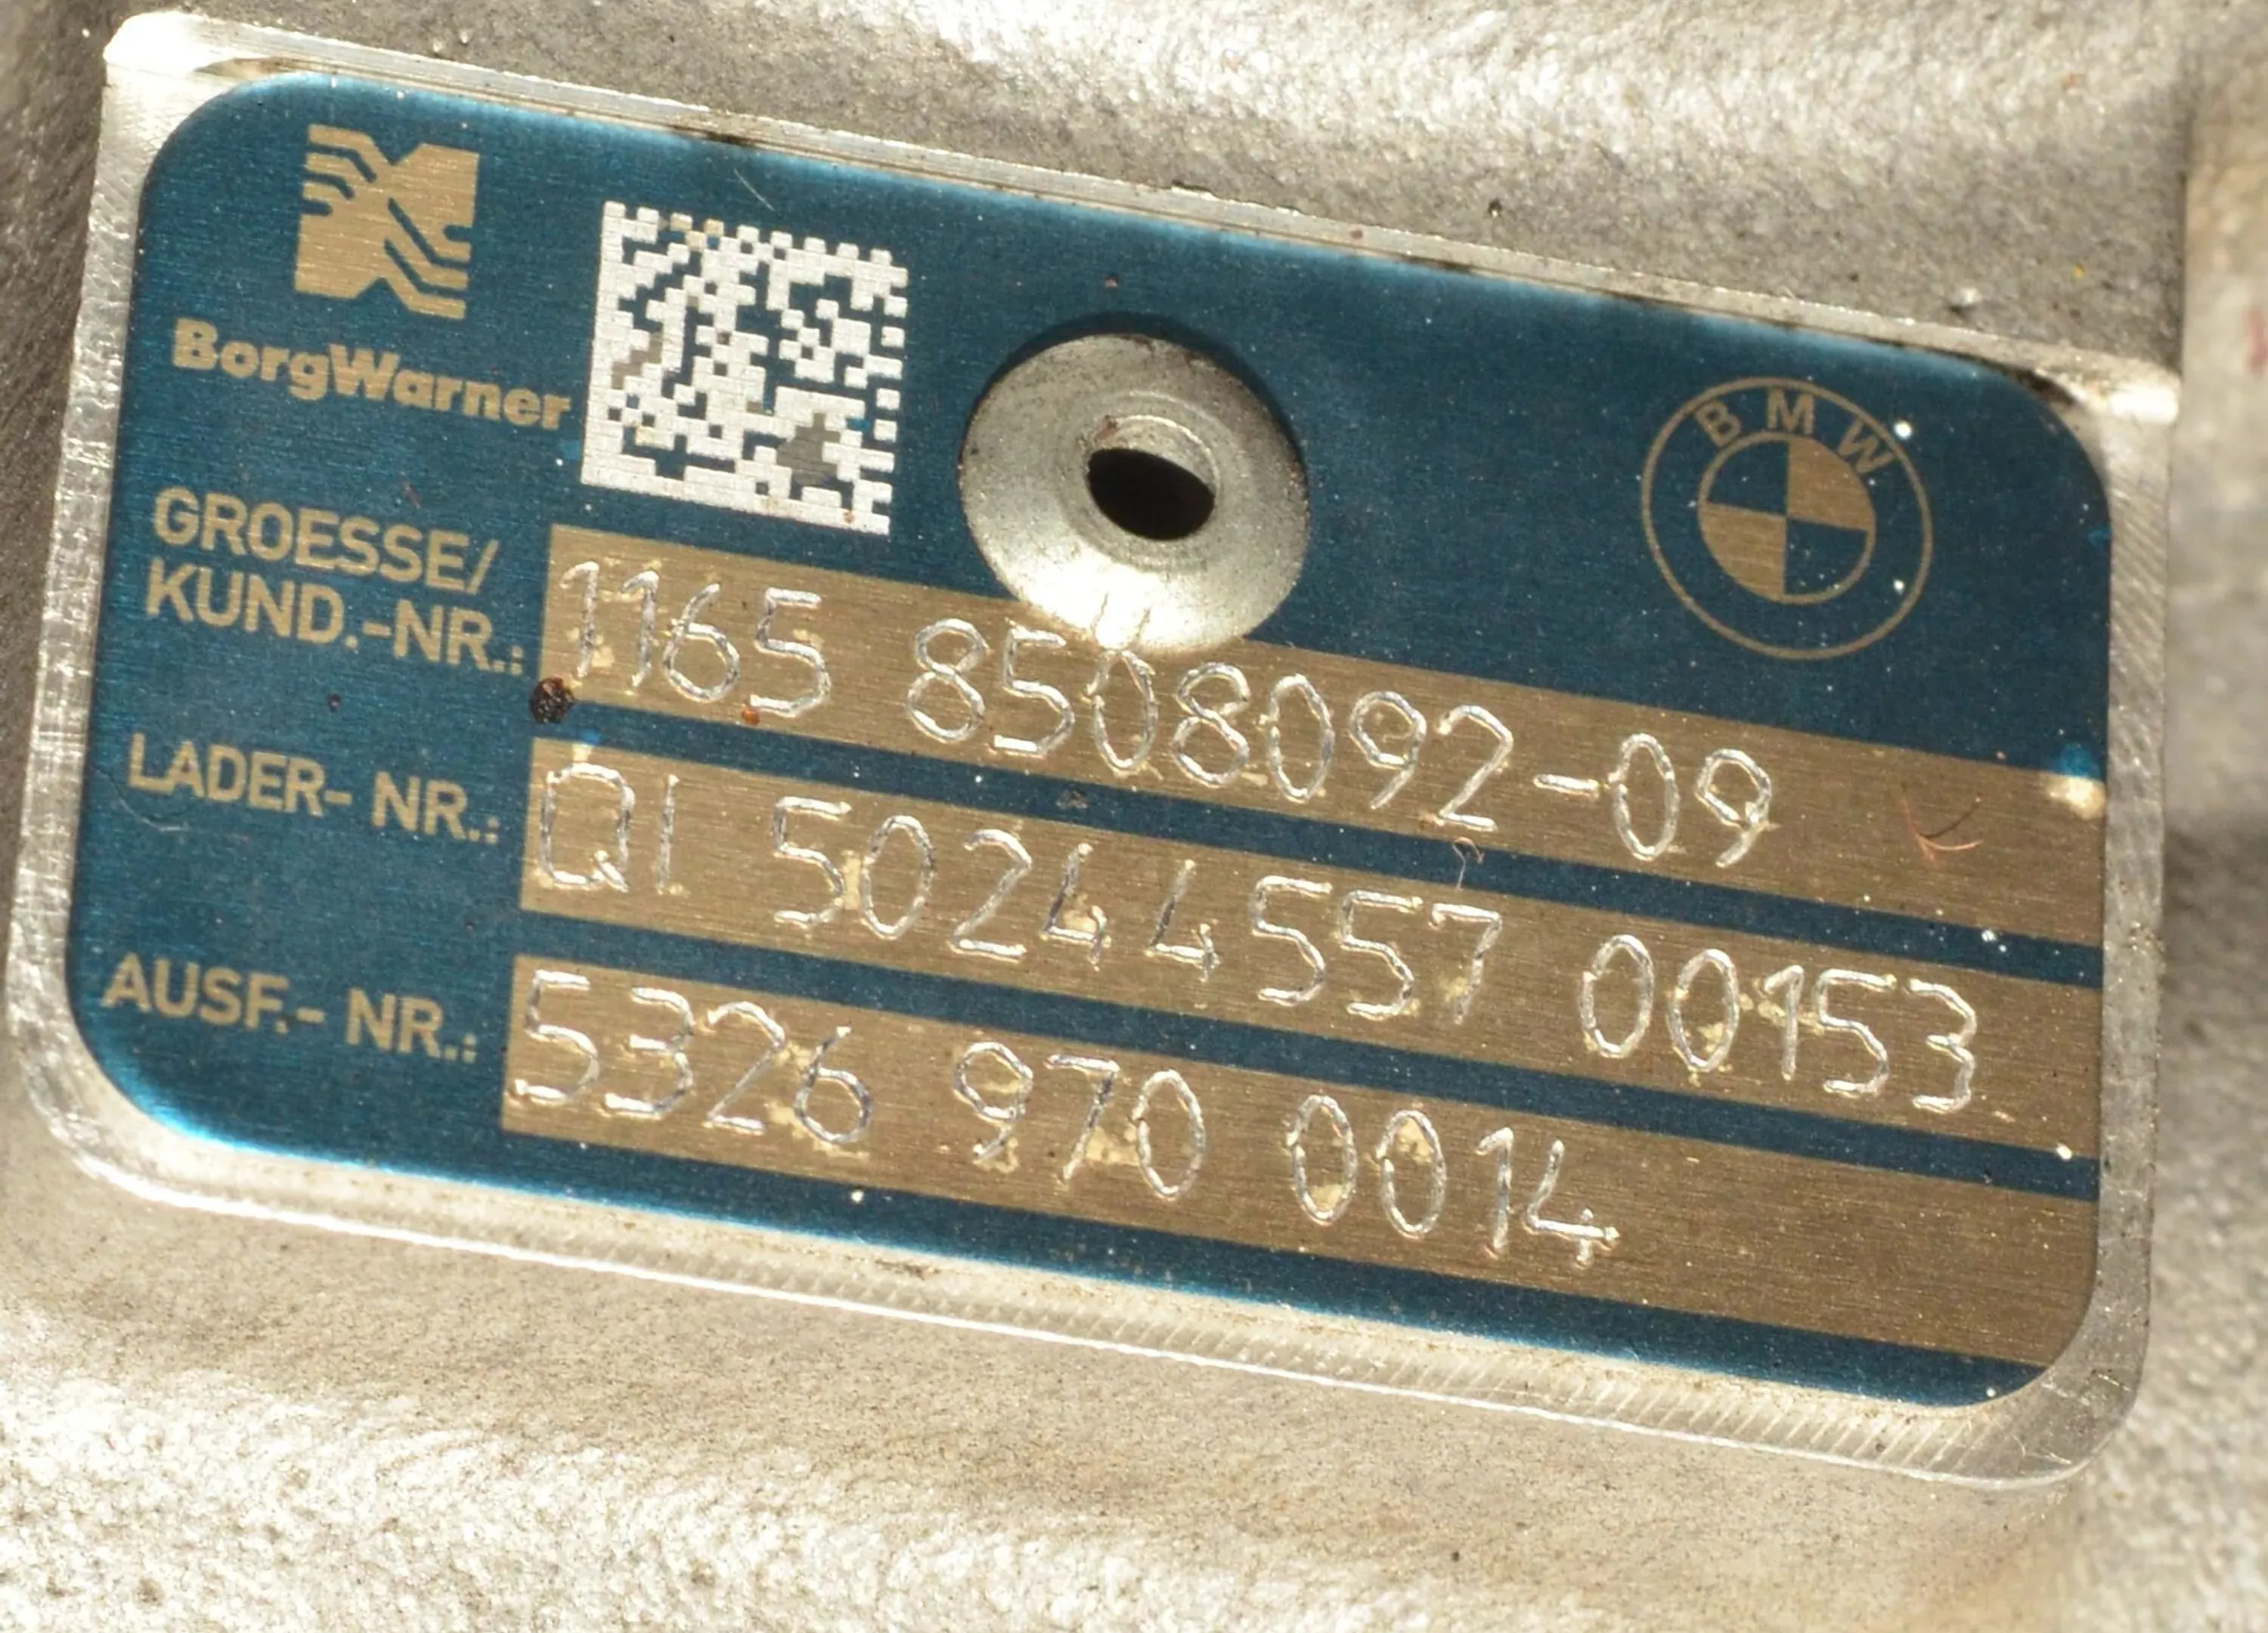 BorgWarner
BMW
GROESSE/
KUND.-NR.: 1165 8508092-09
LADER- NR.: QI 50244557 00153
AUSF.- NR.: 5326 970 0014